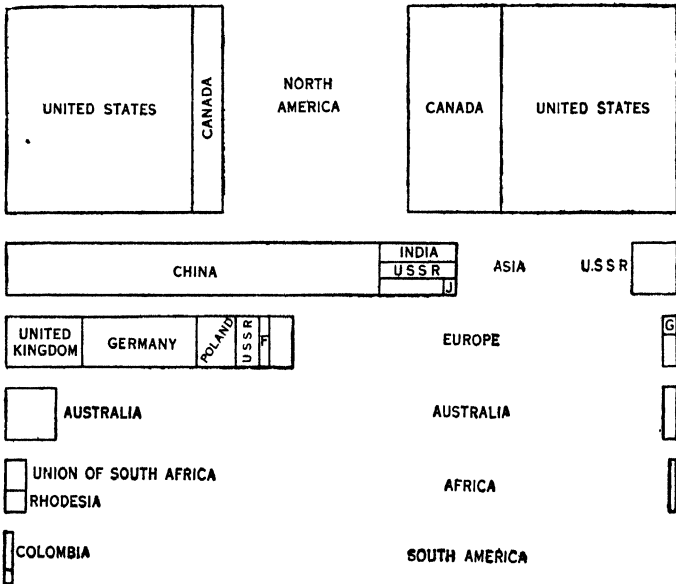 UNITED STATES
CANADA
NORTH
AMERICA
CANADA
UNITED STATES
CHINA
INDIA
USSR
J
ASIA
U.S S R
UNITED
KINGDOM
GERMANY
POLAND
USSR
F
EUROPE
G
AUSTRALIA
AUSTRALIA
UNION OF SOUTH AFRICA
RHODESIA
AFRICA
COLOMBIA
SOUTH AMERICA